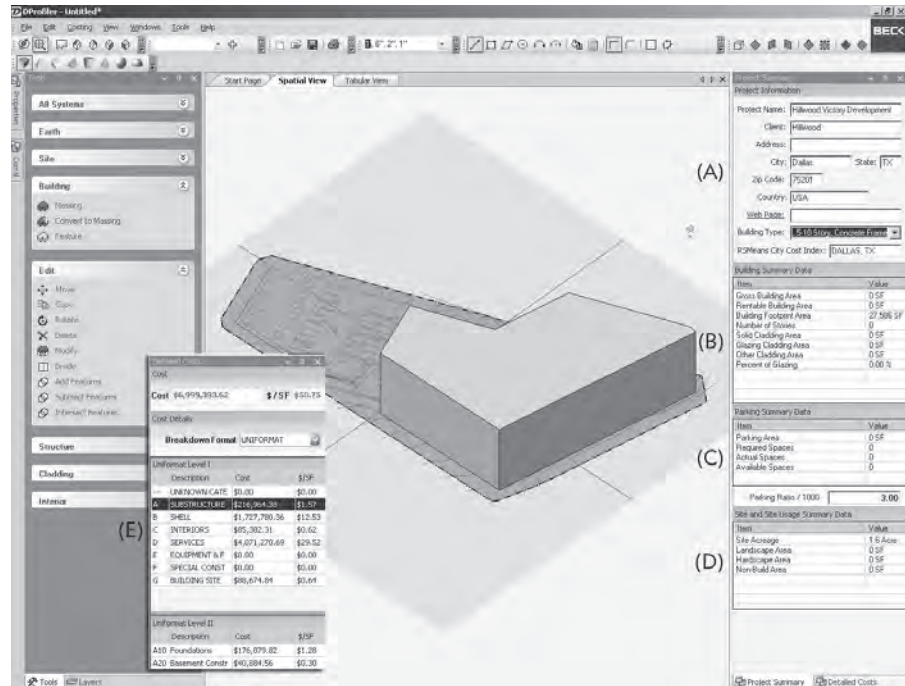 DProfiler - Untitled*
File Edit Costing View Windows Tools Help
8.6", 2", 1"
BECK
Start Page Spatial View Tabular View
Properties
Tools
All Systems
Earth
Site
Building
Massing
Convert to Massing
Feature
Edit
Move
Copy
Rotate
Delete
Modify
Divide
Add Features
Subtract Features
Intersect Features
Structure
Cladding
Interior
Tools Layers
Detailed Costs
Cost
Cost $6,999,393.62 $/SF $50.75
Cost Details
Breakdown Format UNIFORMAT
Uniformat Level I
Description Cost $/SF
--- UNKNOWN CATE $0.00 $0.00
A SUBSTRUCTURE $216,964.38 $1.57
B SHELL $1,727,780.36 $12.53
C INTERIORS $85,382.31 $0.62
D SERVICES $4,071,270.69 $29.52
E EQUIPMENT & F $0.00 $0.00
F SPECIAL CONST $0.00 $0.00
G BUILDING SITE $88,674.84 $0.64
Uniformat Level II
Description Cost $/SF
A10 Foundations $176,079.82 $1.28
A20 Basement Constr $40,884.56 $0.30
(E)
(A)
(B)
(C)
(D)
Project Summary
Project Information
Project Name: Hillwood Victory Development
Client: Hillwood
Address:
City: Dallas State: TX
Zip Code: 75201
Country: USA
Web Page:
Building Type: 5-10 Story, Concrete Frame
RSMeans City Cost Index: DALLAS, TX
Building Summary Data
Item Value
Gross Building Area 0 SF
Rentable Building Area 0 SF
Building Footprint Area 27,586 SF
Number of Stories 0
Solid Cladding Area 0 SF
Glazing Cladding Area 0 SF
Other Cladding Area 0 SF
Percent of Glazing 0.00 %
Parking Summary Data
Item Value
Parking Area 0 SF
Required Spaces 0
Actual Spaces 0
Available Spaces 0
Parking Ratio / 1000 3.00
Site and Site Usage Summary Data
Item Value
Site Acreage 1.6 Acre
Landscape Area 0 SF
Hardscape Area 0 SF
Non-Build Area 0 SF
Project Summary Detailed Costs